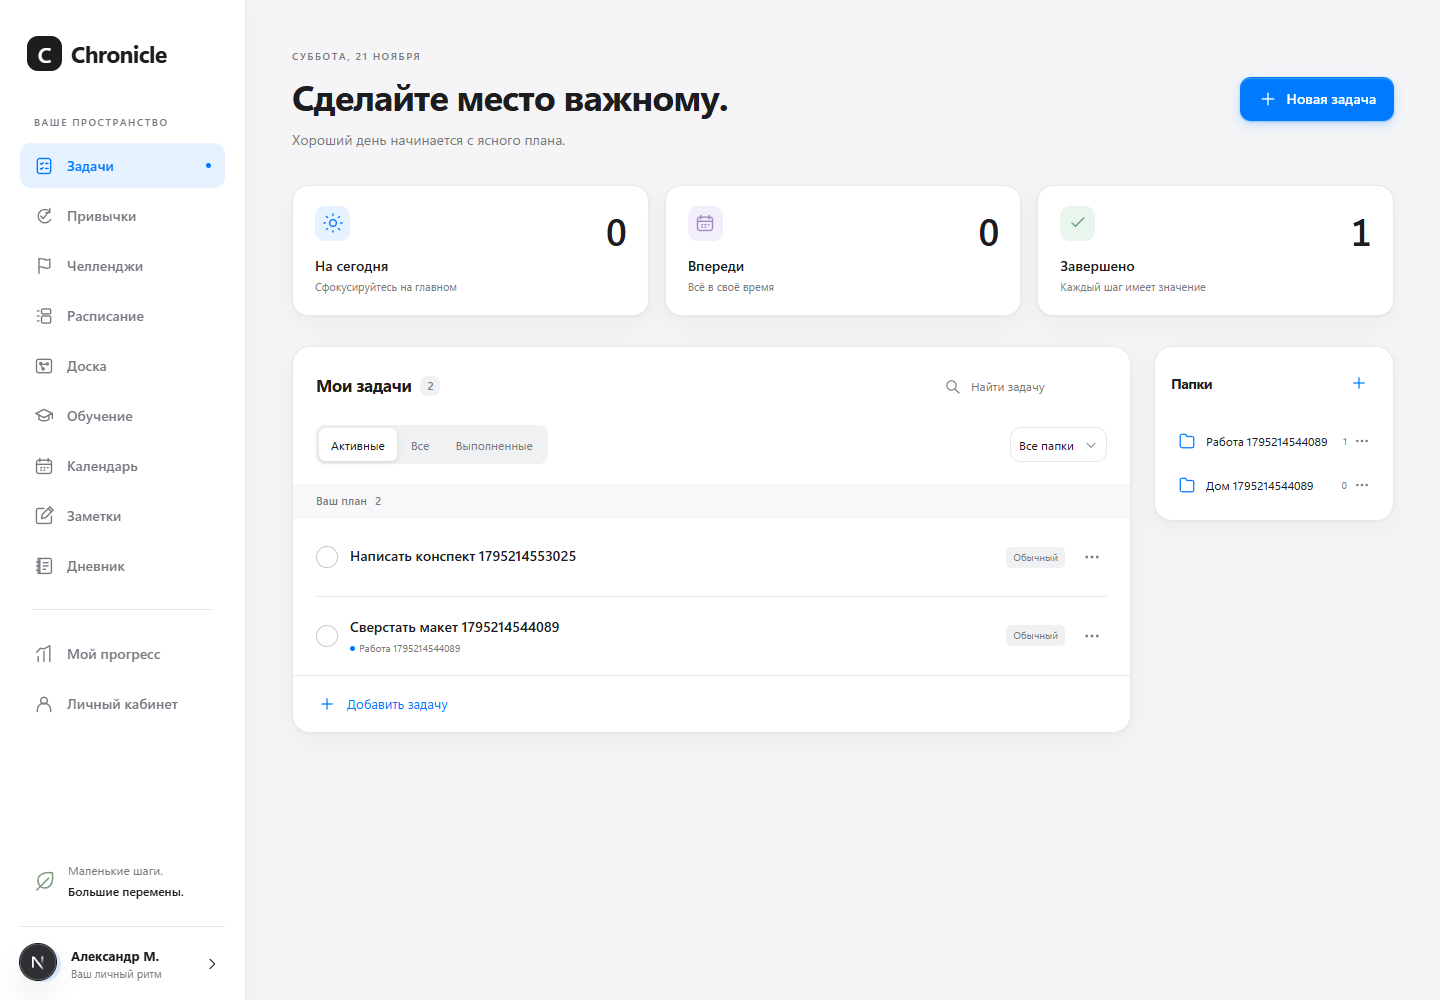 C Chronicle
ВАШЕ ПРОСТРАНСТВО
Задачи
Привычки
Челленджи
Расписание
Доска
Обучение
Календарь
Заметки
Дневник
Мой прогресс
Личный кабинет
Маленькие шаги.
Большие перемены.
N
Александр М.
Ваш личный ритм
СУББОТА, 21 НОЯБРЯ
Сделайте место важному.
Хороший день начинается с ясного плана.
Новая задача
0
На сегодня
Сфокусируйтесь на главном
0
Впереди
Всё в своё время
1
Завершено
Каждый шаг имеет значение
Мои задачи 2
Найти задачу
Активные Все Выполненные
Все папки
Ваш план 2
Написать конспект 1795214553025
Обычный
Сверстать макет 1795214544089
Работа 1795214544089
Обычный
Добавить задачу
Папки
Работа 1795214544089 1
Дом 1795214544089 0